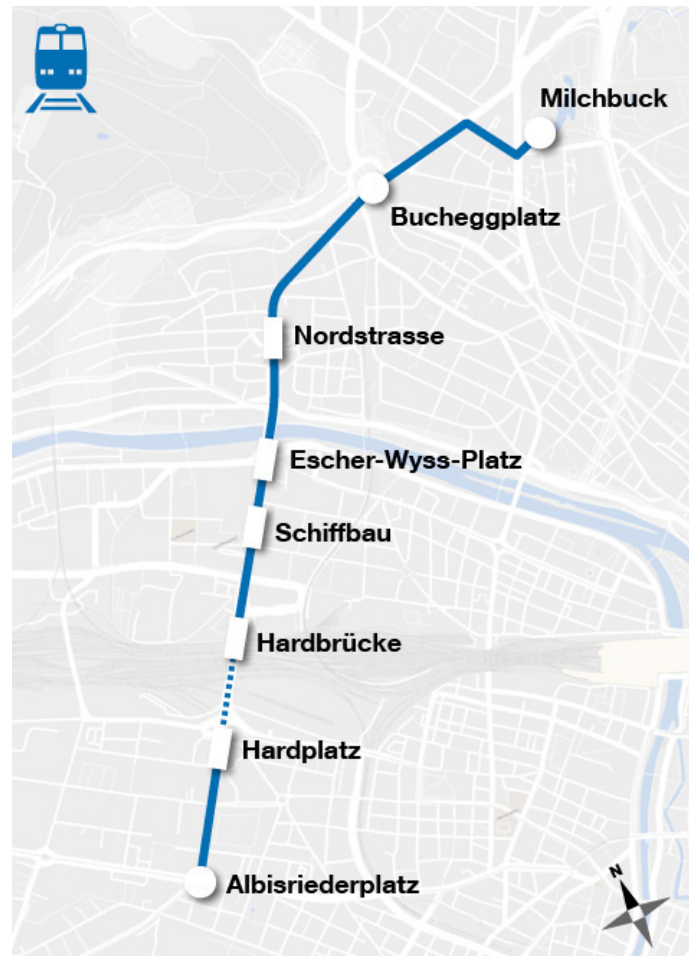 Milchbuck
Bucheggplatz
Nordstrasse
Escher-Wyss-Platz
Schiffbau
Hardbrücke
Hardplatz
Albisriederplatz
N